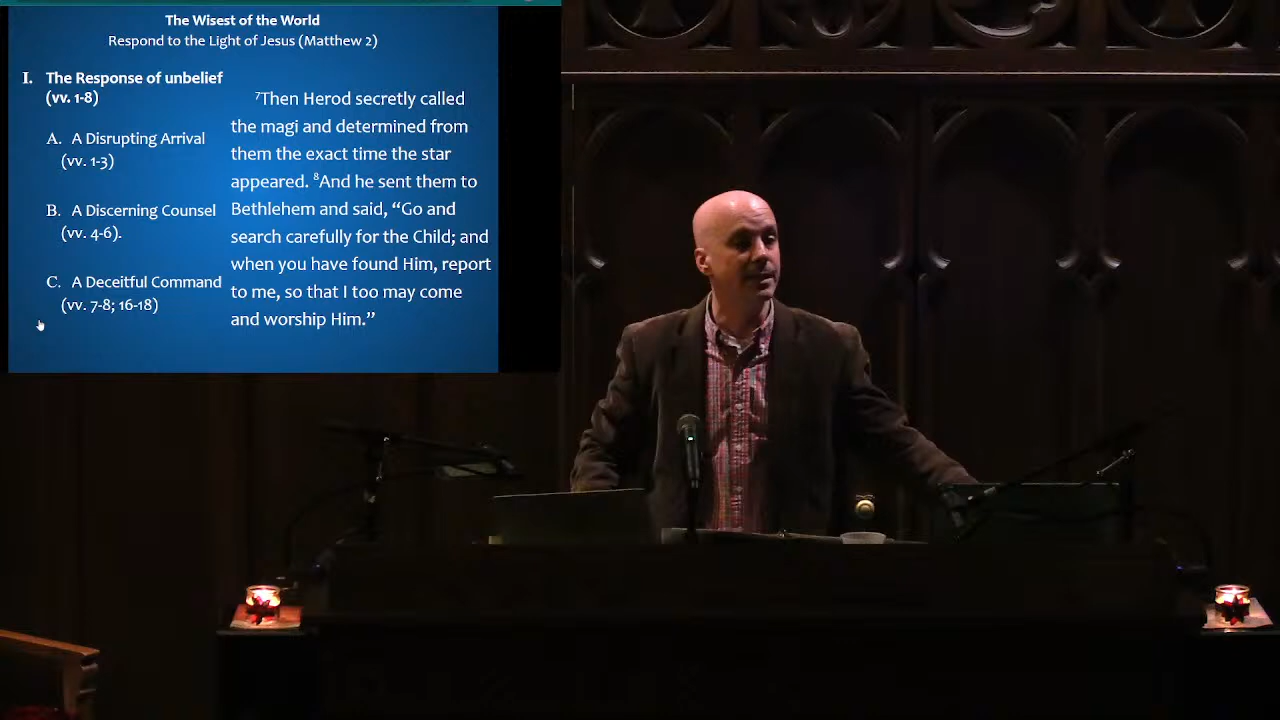 The Wisest of the World
Respond to the Light of Jesus (Matthew 2)
I. The Response of unbelief
(vv. 1-8)
A. A Disrupting Arrival
(vv. 1-3)
B. A Discerning Counsel
(vv. 4-6).
C. A Deceitful Command
(vv. 7-8; 16-18)
⁷Then Herod secretly called
the magi and determined from
them the exact time the star
appeared. ⁸And he sent them to
Bethlehem and said, “Go and
search carefully for the Child; and
when you have found Him, report
to me, so that I too may come
and worship Him.”